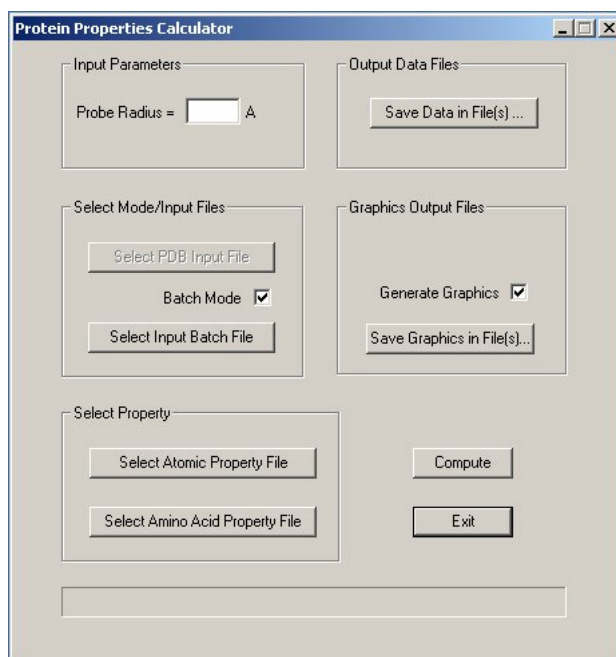 Protein Properties Calculator
Input Parameters
Probe Radius = A
Output Data Files
Save Data in File(s) ...
Select Mode/Input Files
Select PDB Input File
Batch Mode
Select Input Batch File
Graphics Output Files
Generate Graphics
Save Graphics in File(s)...
Select Property
Select Atomic Property File
Select Amino Acid Property File
Compute
Exit